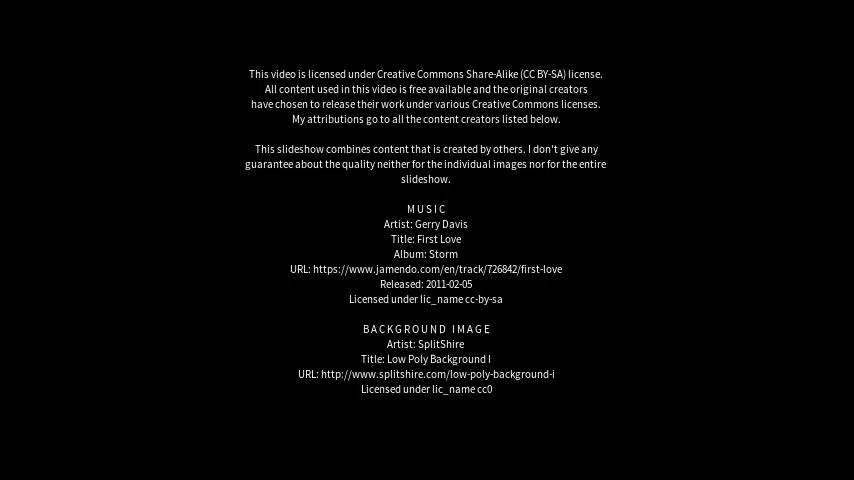 This video is licensed under Creative Commons Share-Alike (CC BY-SA) license.
All content used in this video is free available and the original creators
have chosen to release their work under various Creative Commons licenses.
My attributions go to all the content creators listed below.
This slideshow combines content that is created by others. I don't give any
guarantee about the quality neither for the individual images nor for the entire
slideshow.
MUSIC
Artist: Gerry Davis
Title: First Love
Album: Storm
URL: https://www.jamendo.com/en/track/726842/first-love
Released: 2011-02-05
Licensed under lic_name cc-by-sa
BACKGROUND IMAGE
Artist: SplitShire
Title: Low Poly Background I
URL: http://www.splitshire.com/low-poly-background-i
Licensed under lic_name cc0